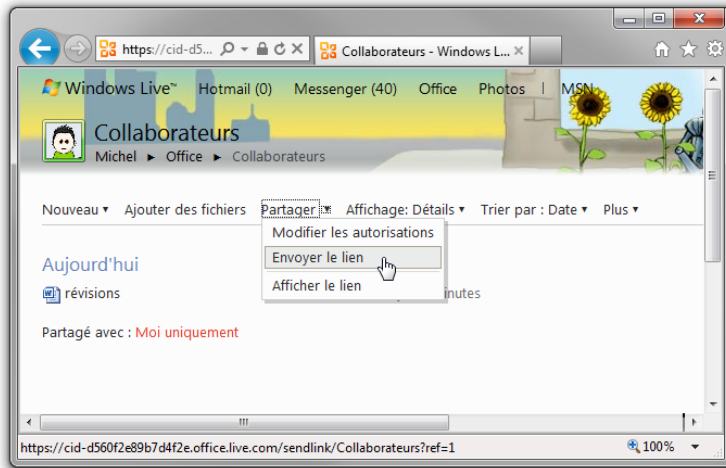 https://cid-d5...
Collaborateurs - Windows L...
Windows Live™ Hotmail (0) Messenger (40) Office Photos | MSN
Collaborateurs
Michel ► Office ► Collaborateurs
Nouveau ▾ Ajouter des fichiers Partager ▾ Affichage: Détails ▾ Trier par : Date ▾ Plus ▾
Modifier les autorisations
Envoyer le lien
Afficher le lien
Aujourd'hui
révisions
Partagé avec : Moi uniquement
https://cid-d560f2e89b7d4f2e.office.live.com/sendlink/Collaborateurs?ref=1
100%